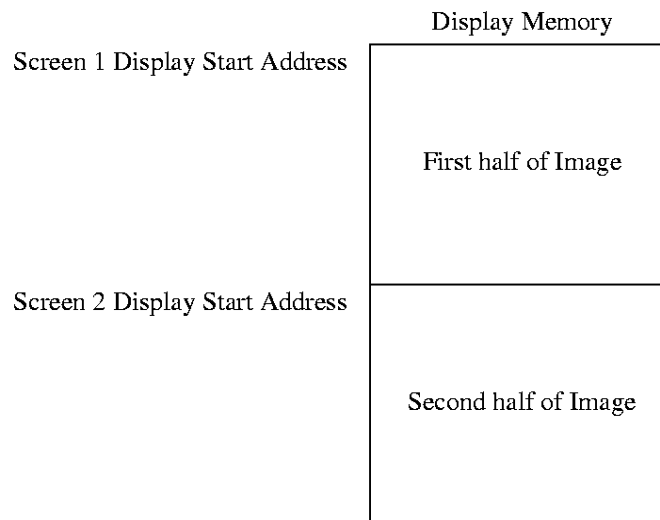 Display Memory
Screen 1 Display Start Address
First half of Image
Screen 2 Display Start Address
Second half of Image